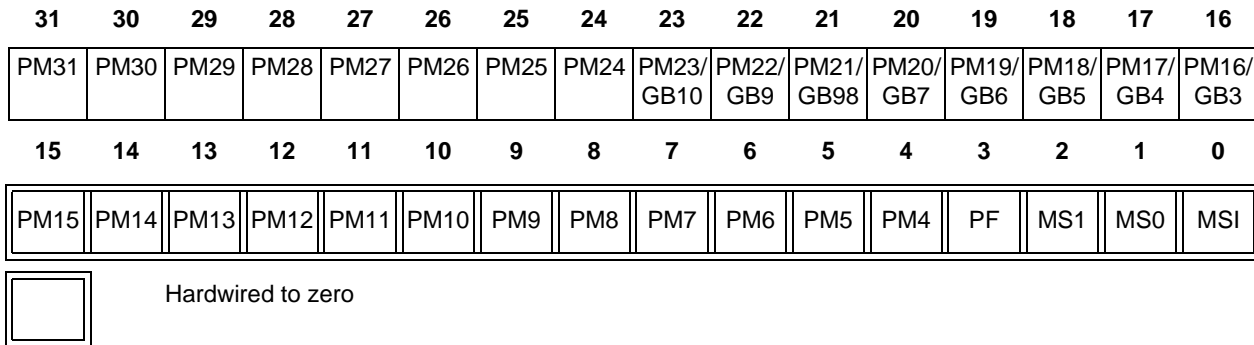 31 30 29 28 27 26 25 24 23 22 21 20 19 18 17 16
PM31 PM30 PM29 PM28 PM27 PM26 PM25 PM24 PM23/ PM22/ PM21/ PM20/ PM19/ PM18/ PM17/ PM16/
GB10 GB9 GB98 GB7 GB6 GB5 GB4 GB3
15 14 13 12 11 10 9 8 7 6 5 4 3 2 1 0
PM15 PM14 PM13 PM12 PM11 PM10 PM9 PM8 PM7 PM6 PM5 PM4 PF MS1 MS0 MSI
Hardwired to zero